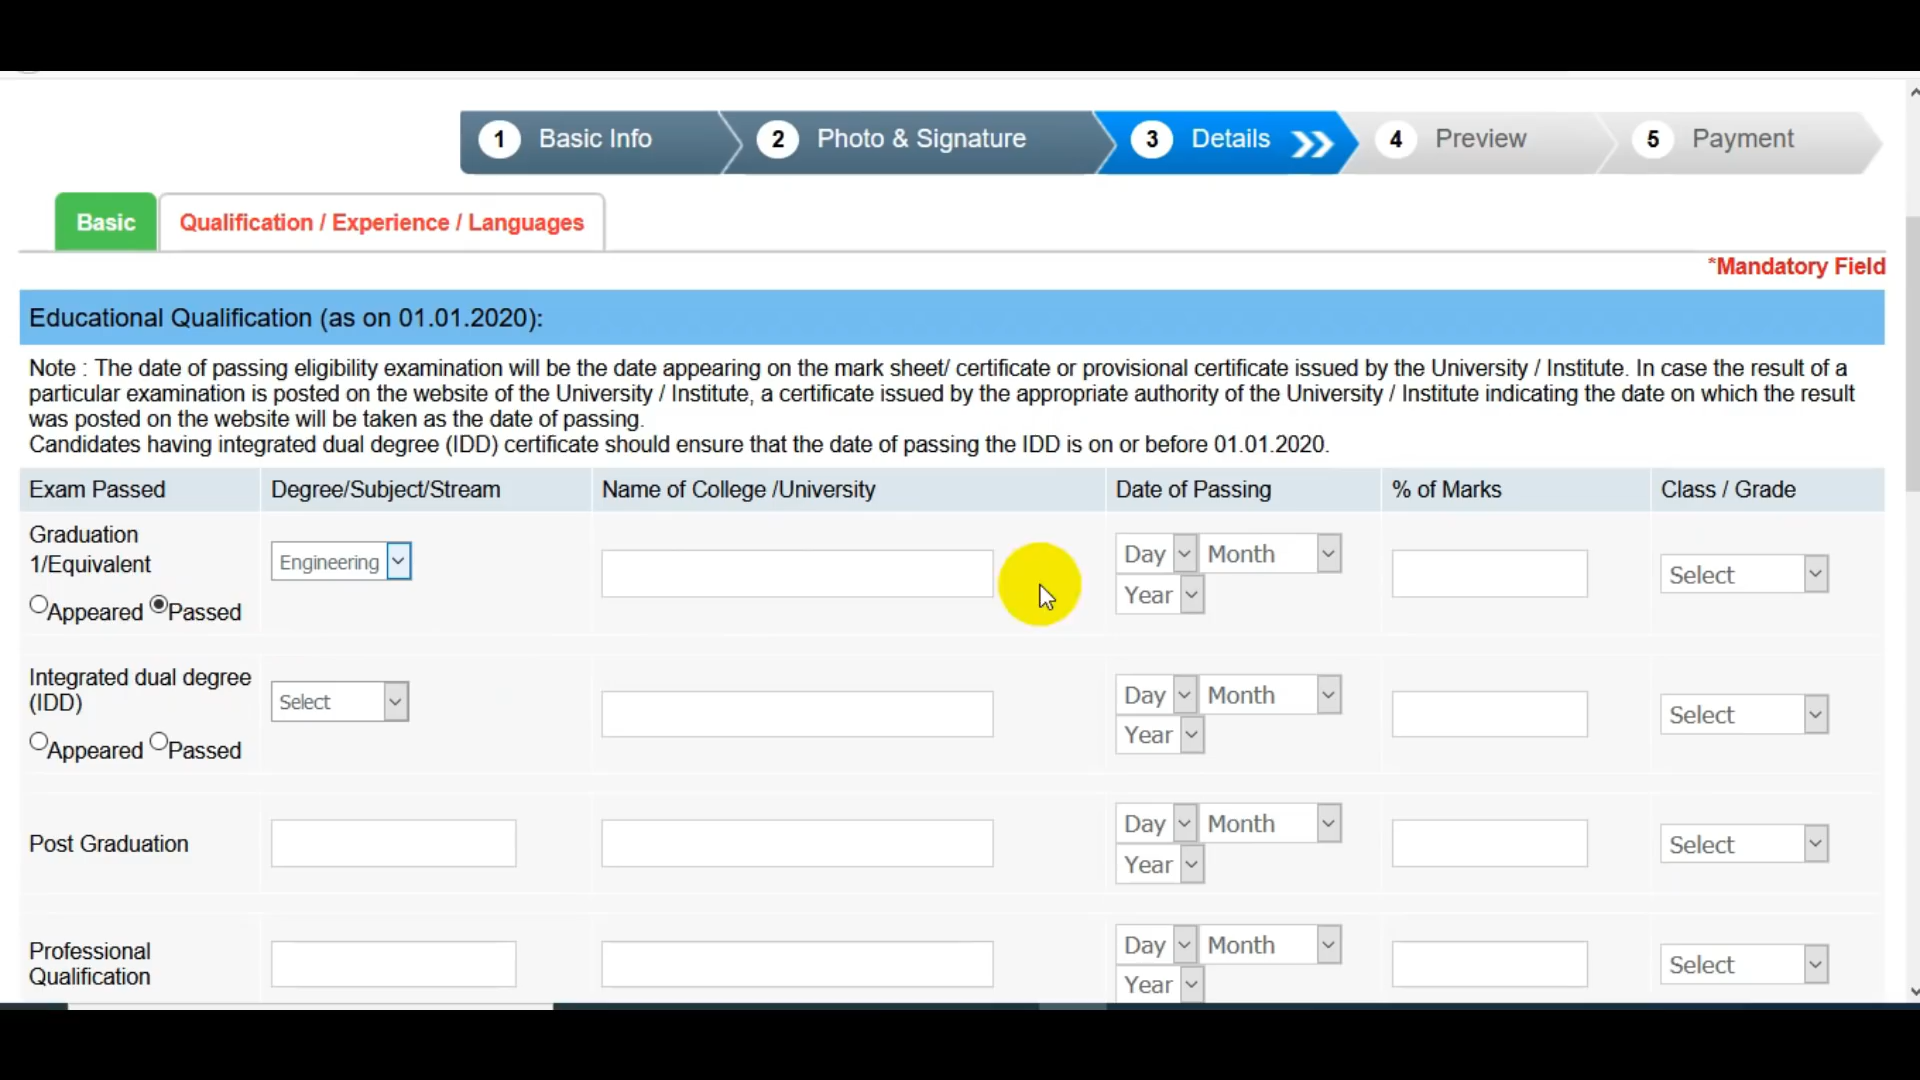 1 Basic Info 2 Photo & Signature 3 Details 4 Preview 5 Payment
Basic Qualification / Experience / Languages
*Mandatory Field
Educational Qualification (as on 01.01.2020):
Note : The date of passing eligibility examination will be the date appearing on the mark sheet/ certificate or provisional certificate issued by the University / Institute. In case the result of a
particular examination is posted on the website of the University / Institute, a certificate issued by the appropriate authority of the University / Institute indicating the date on which the result
was posted on the website will be taken as the date of passing.
Candidates having integrated dual degree (IDD) certificate should ensure that the date of passing the IDD is on or before 01.01.2020.
Exam Passed Degree/Subject/Stream Name of College /University Date of Passing % of Marks Class / Grade
Graduation
1/Equivalent
Appeared Passed
Engineering
Day Month
Year
Select
Integrated dual degree
(IDD)
Appeared Passed
Select
Day Month
Year
Select
Post Graduation
Day Month
Year
Select
Professional
Qualification
Day Month
Year
Select